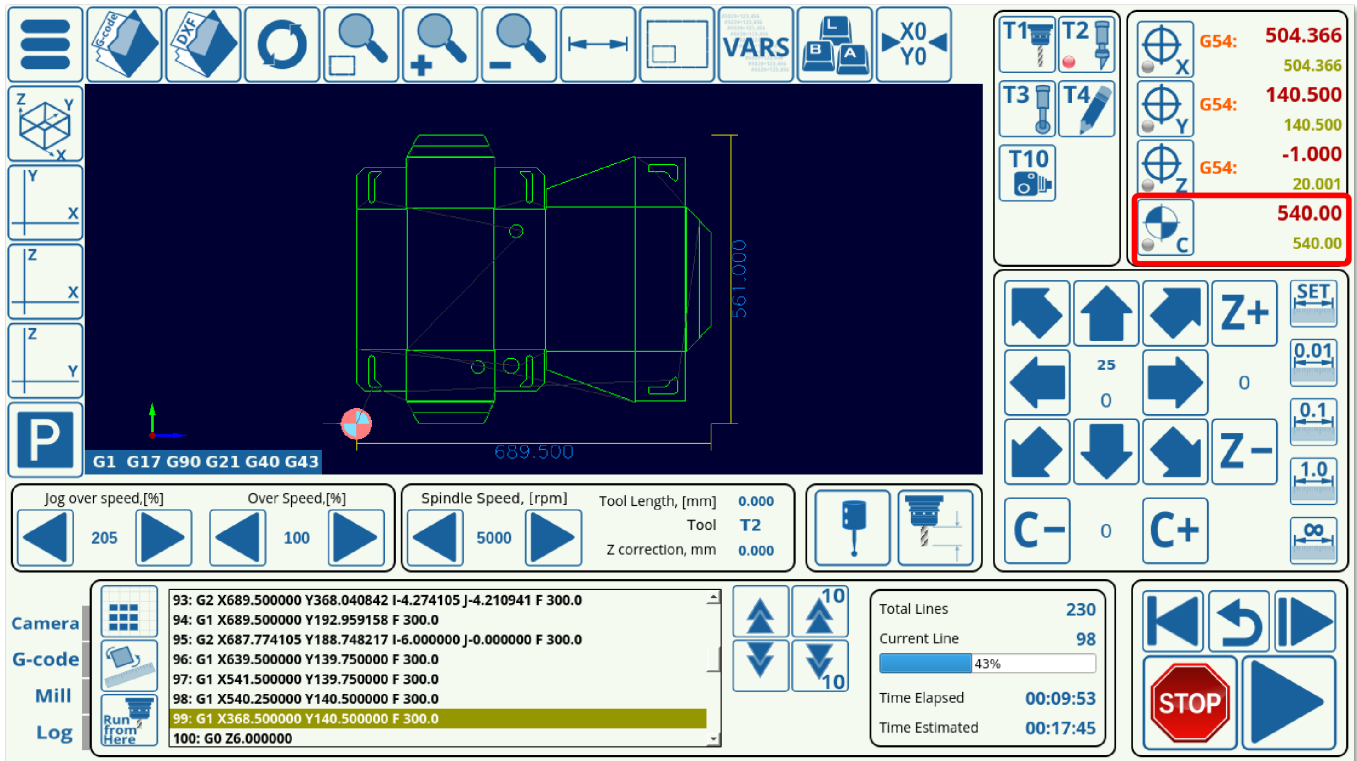 G-code
DXF
VARS
L
B
A
X0
Y0
T1
T2
T3
T4
T10
X
G54:
504.366
504.366
Y
G54:
140.500
140.500
Z
G54:
-1.000
20.001
C
540.00
540.00
Z
Y
X
Y
X
Z
X
Z
Y
P
561.000
689.500
G1 G17 G90 G21 G40 G43
Z+
25
0
0
Z-
C-
0
C+
SET
0.01
0.1
1.0
∞
Jog over speed,[%]
205
Over Speed,[%]
100
Spindle Speed, [rpm]
5000
Tool Length, [mm] 0.000
Tool T2
Z correction, mm 0.000
Camera
G-code
Mill
Log
Run
from
Here
93: G2 X689.500000 Y368.040842 I-4.274105 J-4.210941 F 300.0
94: G1 X689.500000 Y192.959158 F 300.0
95: G2 X687.774105 Y188.748217 I-6.000000 J-0.000000 F 300.0
96: G1 X639.500000 Y139.750000 F 300.0
97: G1 X541.500000 Y139.750000 F 300.0
98: G1 X540.250000 Y140.500000 F 300.0
99: G1 X368.500000 Y140.500000 F 300.0
100: G0 Z6.000000
10
10
Total Lines 230
Current Line 98
43%
Time Elapsed 00:09:53
Time Estimated 00:17:45
STOP